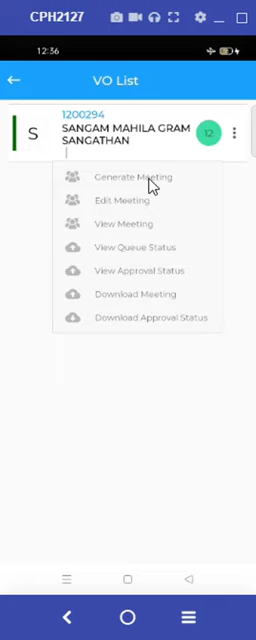 CPH2127
12:36
VO List
1200294
S
SANGAM MAHILA GRAM
SANGATHAN
12
Generate Meeting
Edit Meeting
View Meeting
View Queue Status
View Approval Status
Download Meeting
Download Approval Status